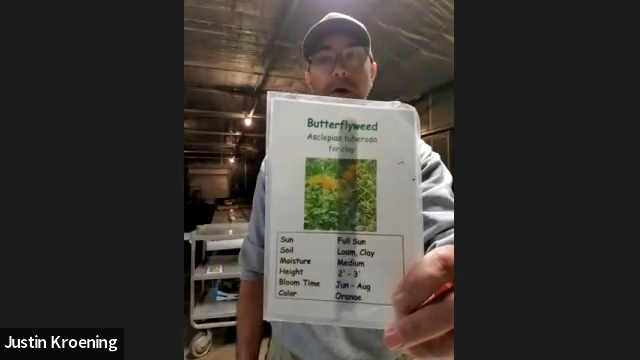 Butterflyweed
Asclepias tuberosa
for clay
Sun Full Sun
Soil Loam, Clay
Moisture Medium
Height 2' - 3'
Bloom Time Jun - Aug
Color Orange
Justin Kroening